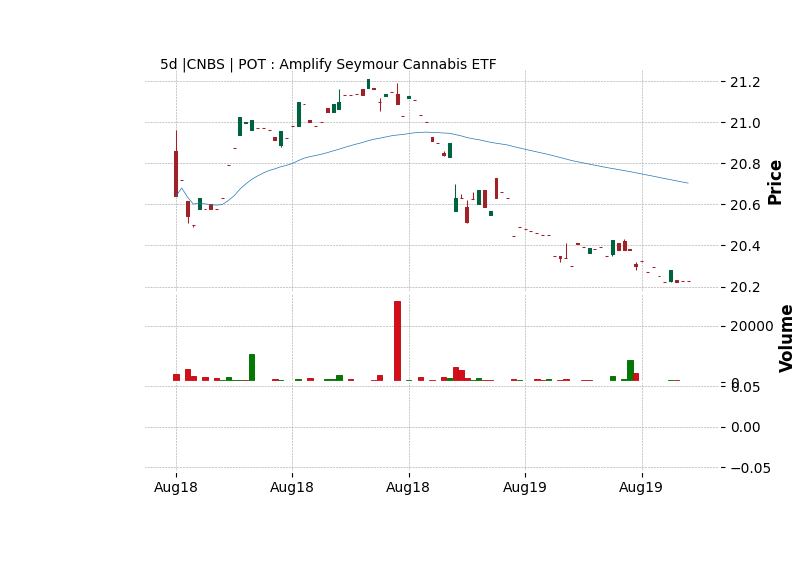 5d |CNBS | POT : Amplify Seymour Cannabis ETF
21.2
21.0
20.8
20.6
20.4
20.2
Price
20000
0
Volume
0.05
0.00
−0.05
Aug18
Aug18
Aug18
Aug19
Aug19